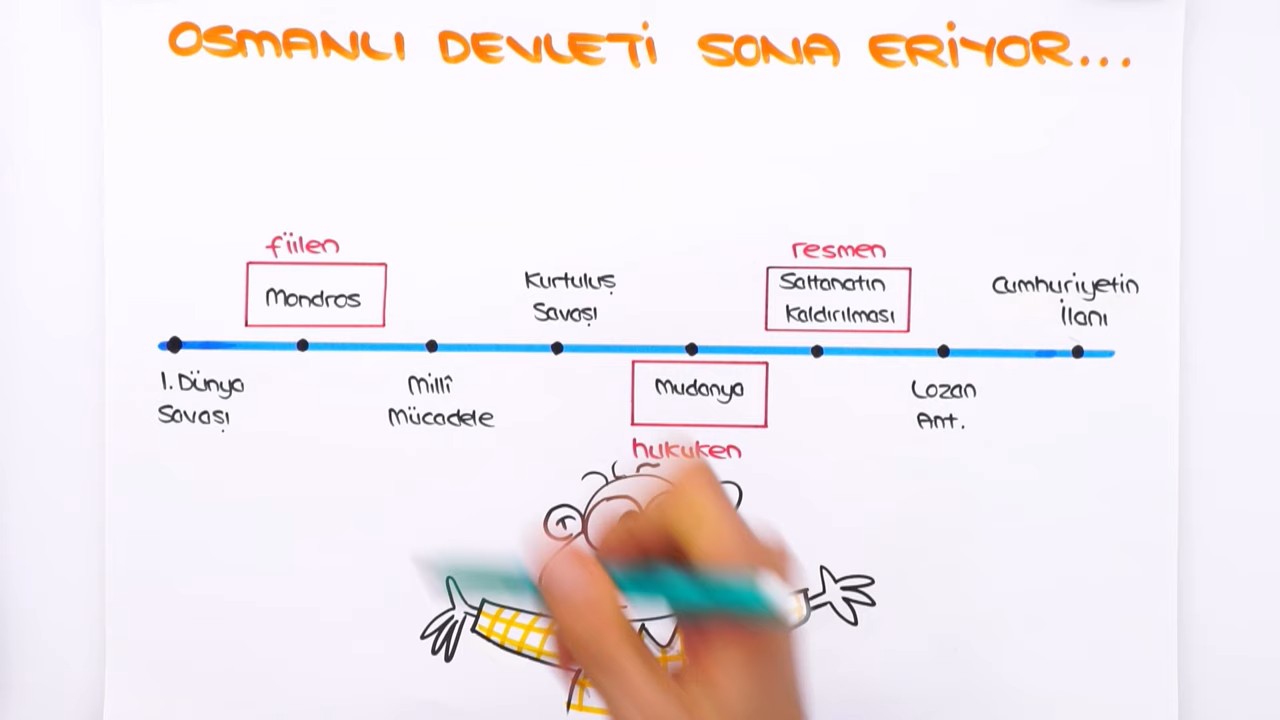 OSMANLI DEVLETİ SONA ERİYOR...
fiilen
Mondros
Kurtuluş
Savaşı
resmen
Saltanatın
Kaldırılması
Cumhuriyetin
İlanı
1. Dünya
Savaşı
Millî
Mücadele
Mudanya
hukuken
Lozan
Ant.